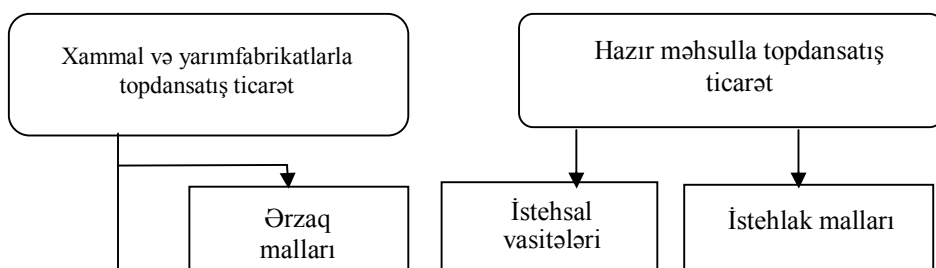 Xammal və yarımfabrikatlarla
topdansatış ticarət
Hazır məhsulla topdansatış
ticarət
Ərzaq
malları
İstehsal
vasitələri
İstehlak malları